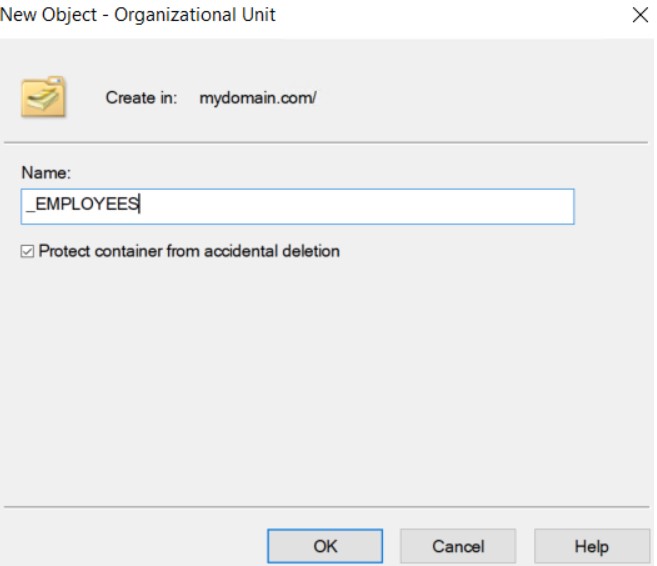 New Object - Organizational Unit
Create in: mydomain.com/
Name:
_EMPLOYEES
Protect container from accidental deletion
OK Cancel Help